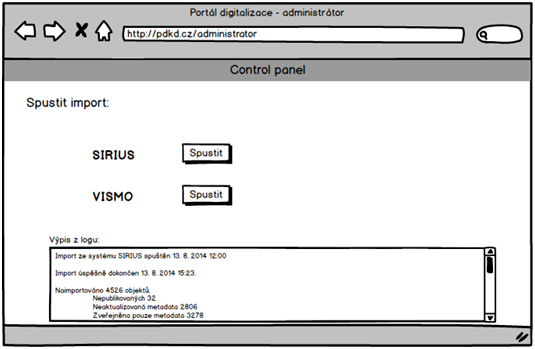 Portál digitalizace - administrátor
http://pdkd.cz/administrator
Control panel
Spustit import:
SIRIUS Spustit
VISMO Spustit
Výpis z logu:
Import ze systému SIRIUS spuštěn 13. 8. 2014 12:00
Import úspěšně dokončen 13. 8. 2014 15:23.
Naimportováno 4526 objektů.
Nepublikovaných 32
Neaktualizovaná metadata 2806
Zveřejněna pouze metadata 3278